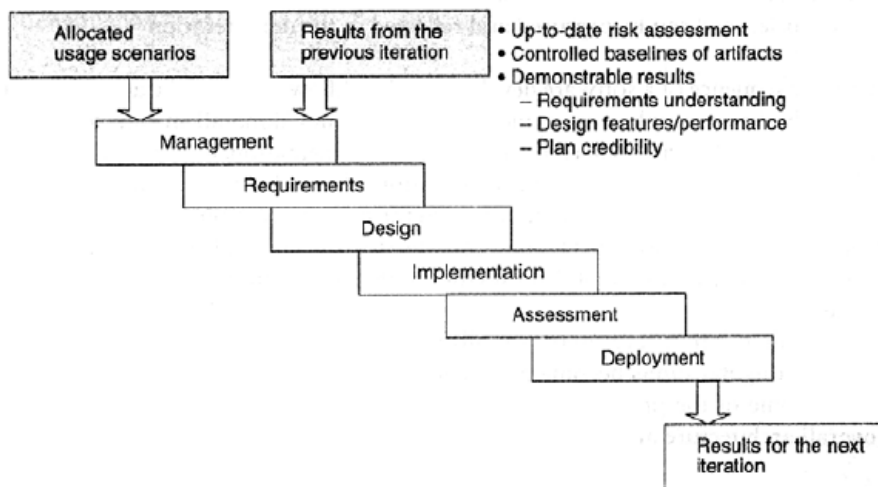 Allocated
usage scenarios
Results from the
previous iteration
• Up-to-date risk assessment
• Controlled baselines of artifacts
• Demonstrable results
– Requirements understanding
– Design features/performance
– Plan credibility
Management
Requirements
Design
Implementation
Assessment
Deployment
Results for the next
iteration